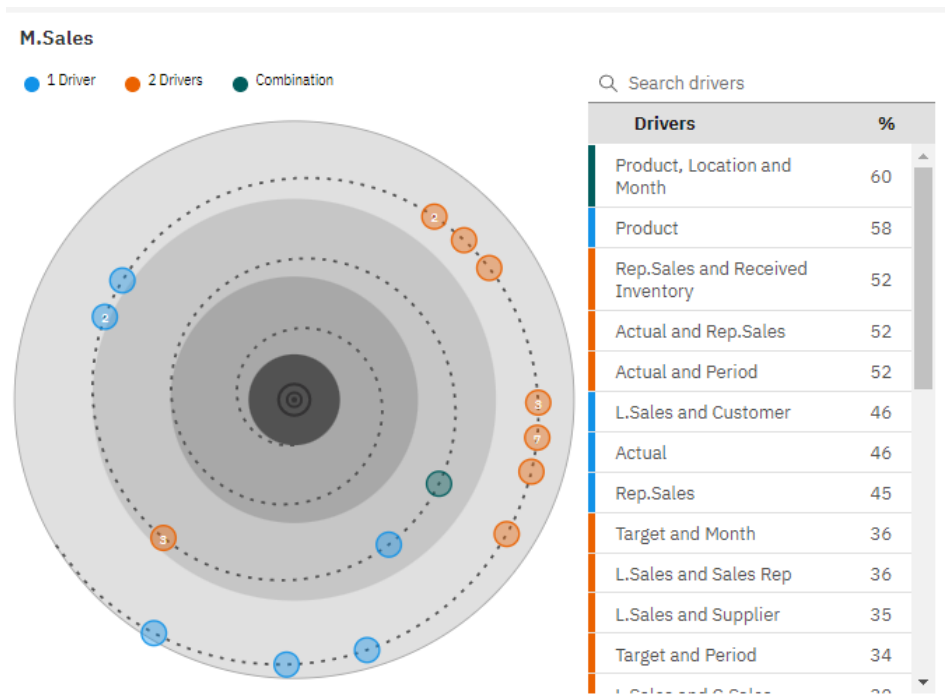 M.Sales
1 Driver
2 Drivers
Combination
Search drivers
Drivers %
Product, Location and
Month 60
Product 58
Rep.Sales and Received
Inventory 52
Actual and Rep.Sales 52
Actual and Period 52
L.Sales and Customer 46
Actual 46
Rep.Sales 45
Target and Month 36
L.Sales and Sales Rep 36
L.Sales and Supplier 35
Target and Period 34
2
2
3
7
3